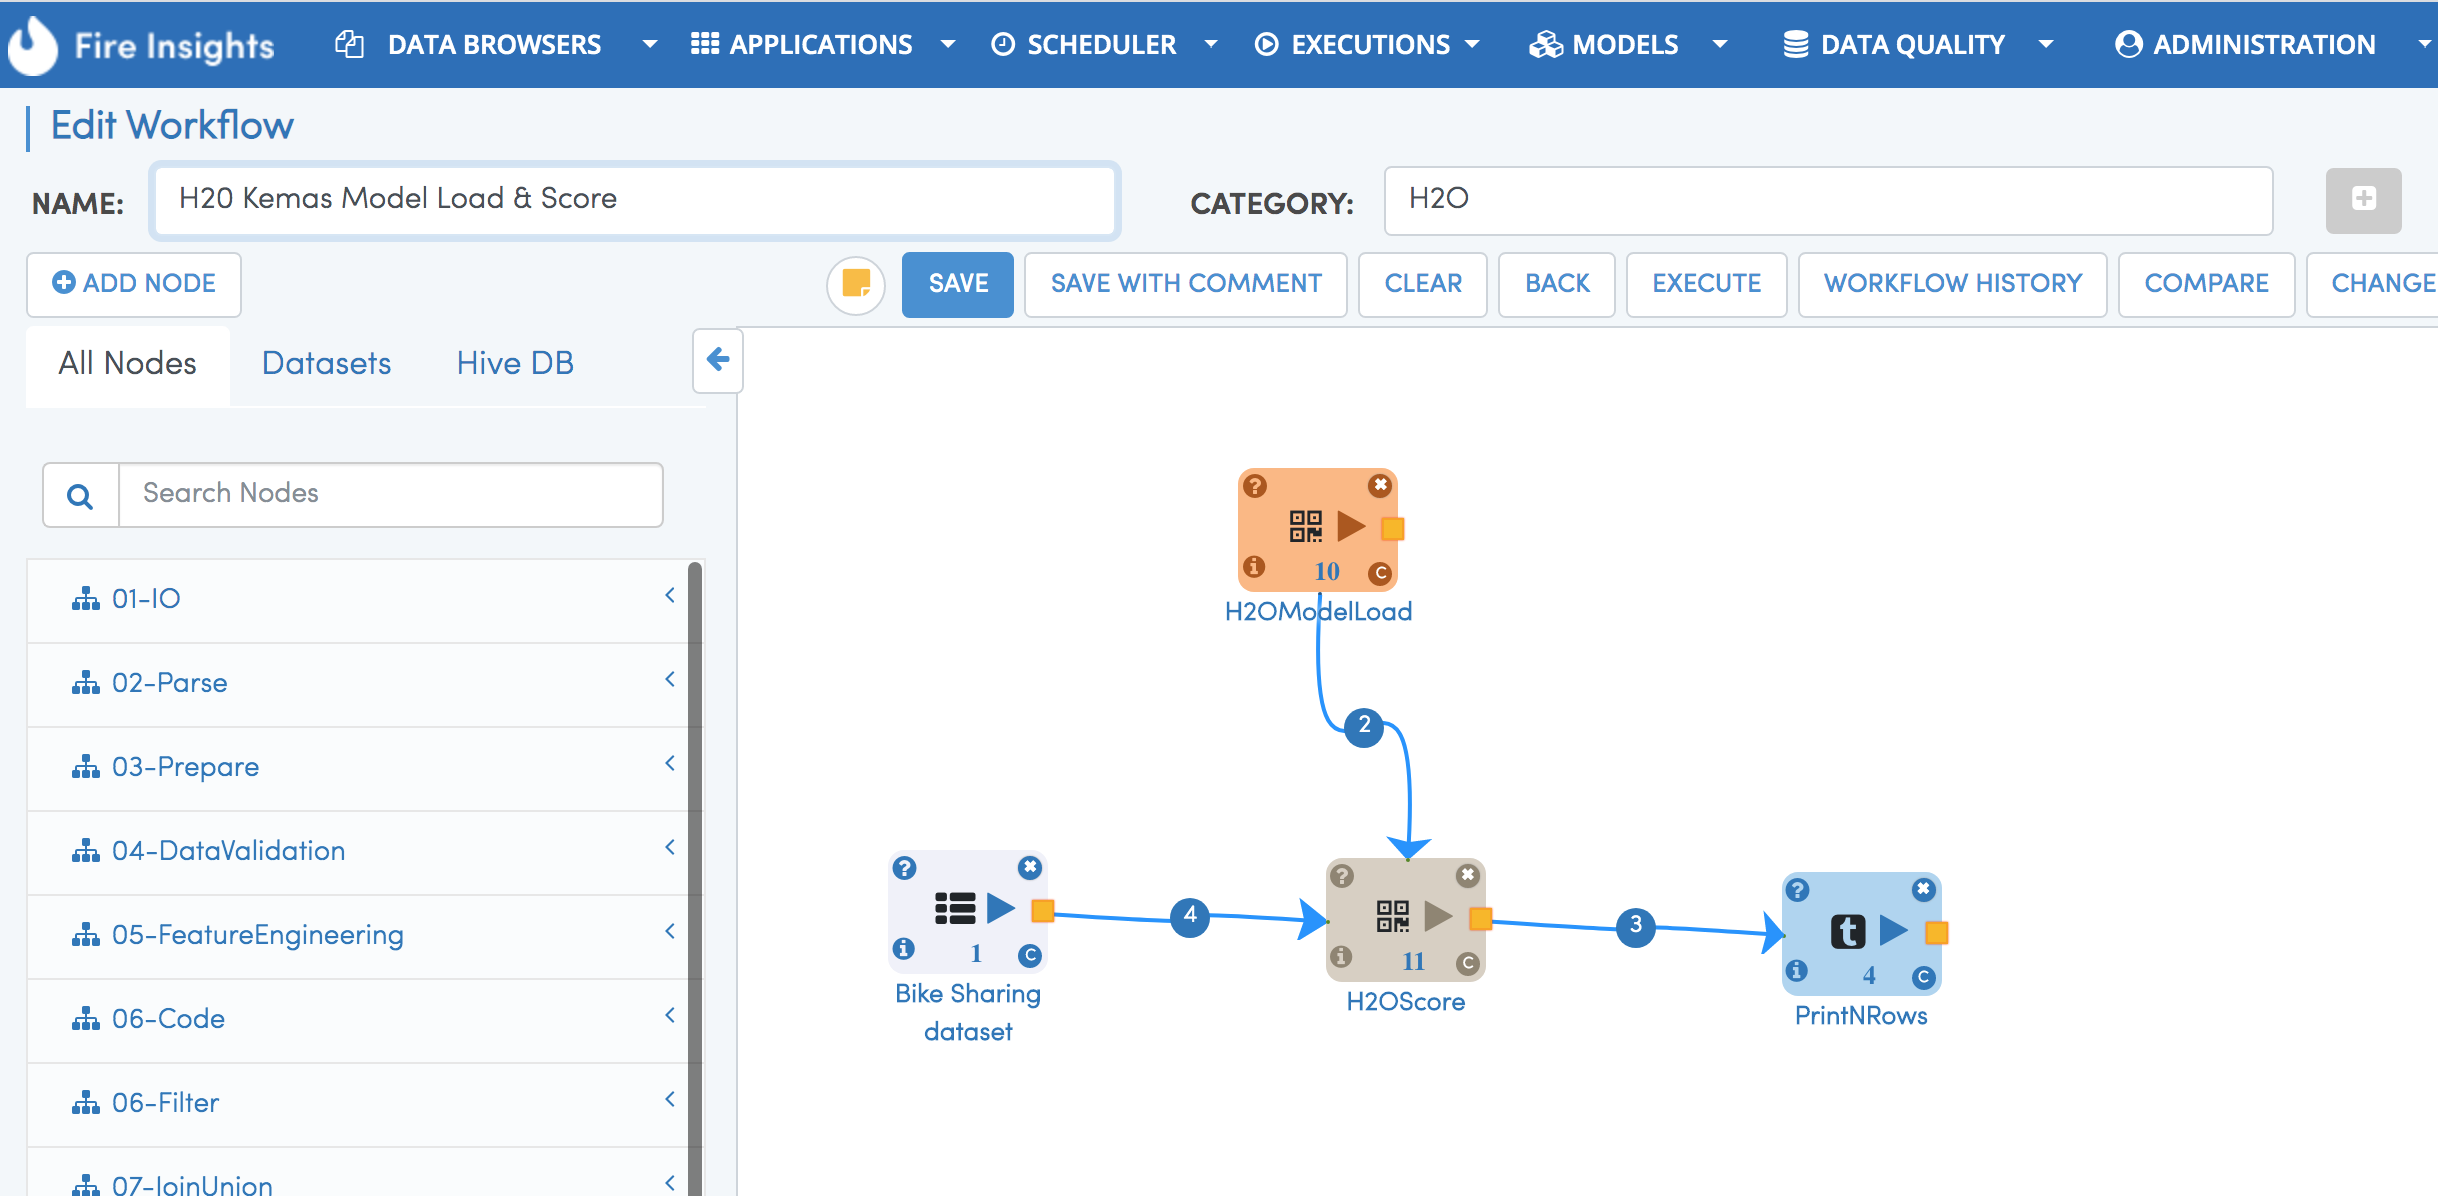 Fire Insights
DATA BROWSERS
APPLICATIONS
SCHEDULER
EXECUTIONS
MODELS
DATA QUALITY
ADMINISTRATION
Edit Workflow
NAME:
H20 Kemas Model Load & Score
CATEGORY:
H2O
ADD NODE
SAVE
SAVE WITH COMMENT
CLEAR
BACK
EXECUTE
WORKFLOW HISTORY
COMPARE
CHANGE
All Nodes
Datasets
Hive DB
Search Nodes
01-IO
02-Parse
03-Prepare
04-DataValidation
05-FeatureEngineering
06-Code
06-Filter
07-JoinUnion
10
C
H2OModelLoad
2
1
C
Bike Sharing
dataset
4
11
C
H2OScore
3
t
4
C
PrintNRows